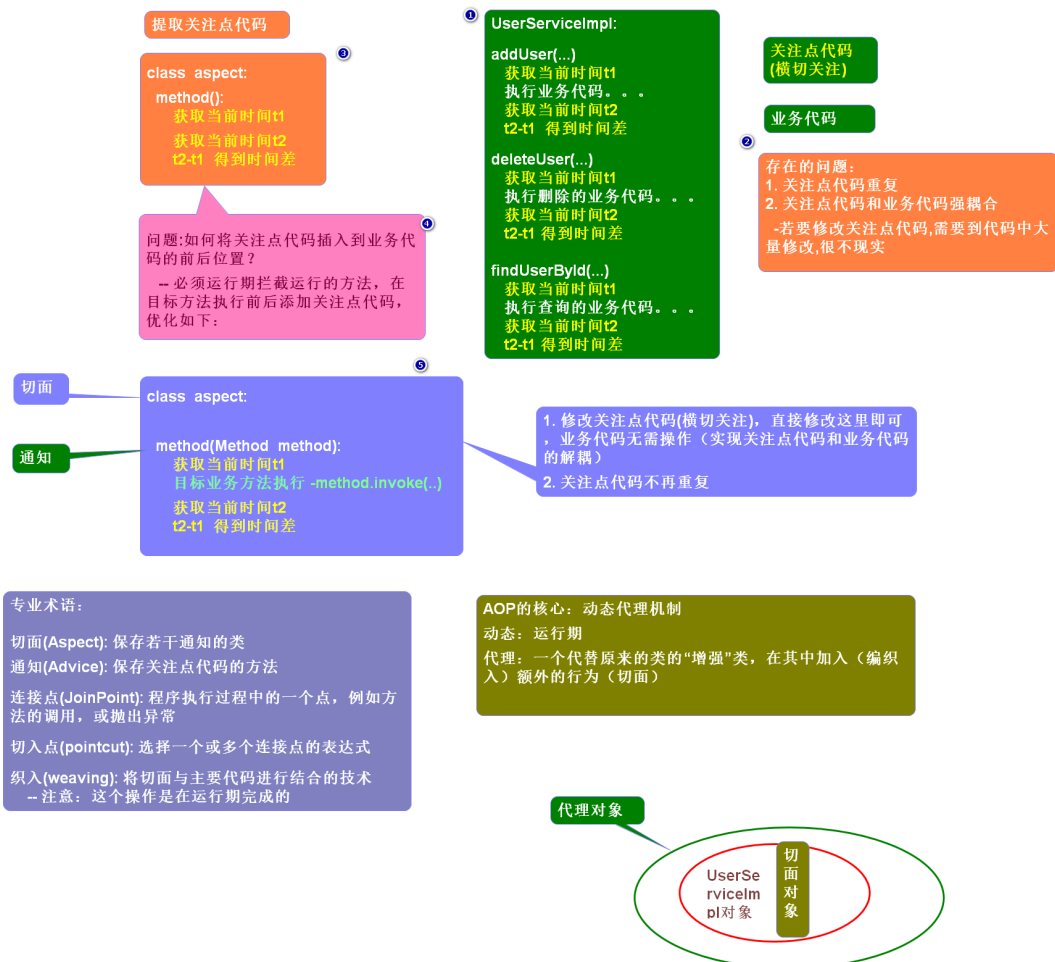 提取关注点代码
❸
class aspect:
method():
获取当前时间t1
获取当前时间t2
t2-t1 得到时间差
❹
问题:如何将关注点代码插入到业务代
码的前后位置？
-- 必须运行期拦截运行的方法，在
目标方法执行前后添加关注点代码，
优化如下：
❶
UserServiceImpl:
addUser(...)
获取当前时间t1
执行业务代码。。。
获取当前时间t2
t2-t1 得到时间差
deleteUser(...)
获取当前时间t1
执行删除的业务代码。。。
获取当前时间t2
t2-t1 得到时间差
findUserById(...)
获取当前时间t1
执行查询的业务代码。。。
获取当前时间t2
t2-t1 得到时间差
关注点代码
(横切关注)
业务代码
❷
存在的问题：
1. 关注点代码重复
2. 关注点代码和业务代码强耦合
-若要修改关注点代码,需要到代码中大
量修改,很不现实
❺
切面
通知
class aspect:
method(Method method):
获取当前时间t1
目标业务方法执行 -method.invoke(..)
获取当前时间t2
t2-t1 得到时间差
1. 修改关注点代码(横切关注)，直接修改这里即可
，业务代码无需操作（实现关注点代码和业务代码
的解耦）
2. 关注点代码不再重复
专业术语：
切面(Aspect): 保存若干通知的类
通知(Advice): 保存关注点代码的方法
连接点(JoinPoint): 程序执行过程中的一个点，例如方
法的调用，或抛出异常
切入点(pointcut): 选择一个或多个连接点的表达式
织入(weaving): 将切面与主要代码进行结合的技术
-- 注意：这个操作是在运行期完成的
AOP的核心：动态代理机制
动态：运行期
代理：一个代替原来的类的“增强”类，在其中加入（编织
入）额外的行为（切面）
代理对象
UserSe
rviceIm
pl对象
切
面
对
象